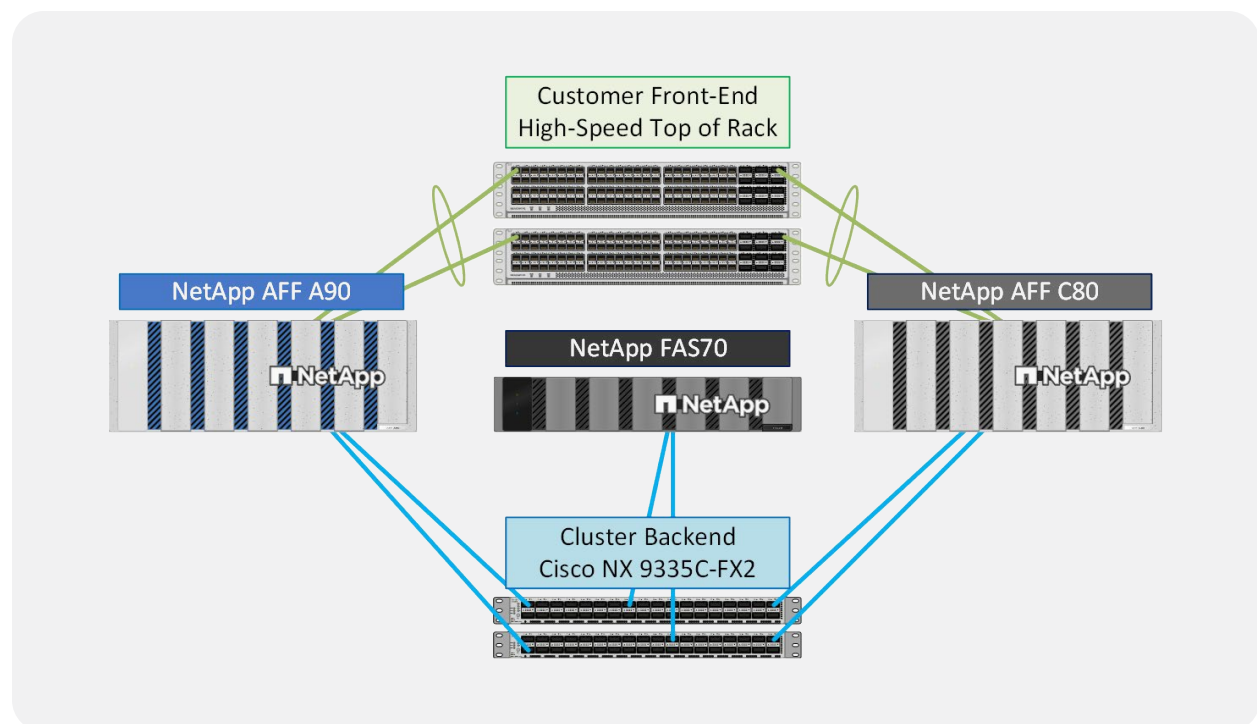 Customer Front-End
High-Speed Top of Rack
NetApp AFF A90
NetApp AFF C80
NetApp FAS70
NetApp
NetApp
NetApp
Cluster Backend
Cisco NX 9335C-FX2